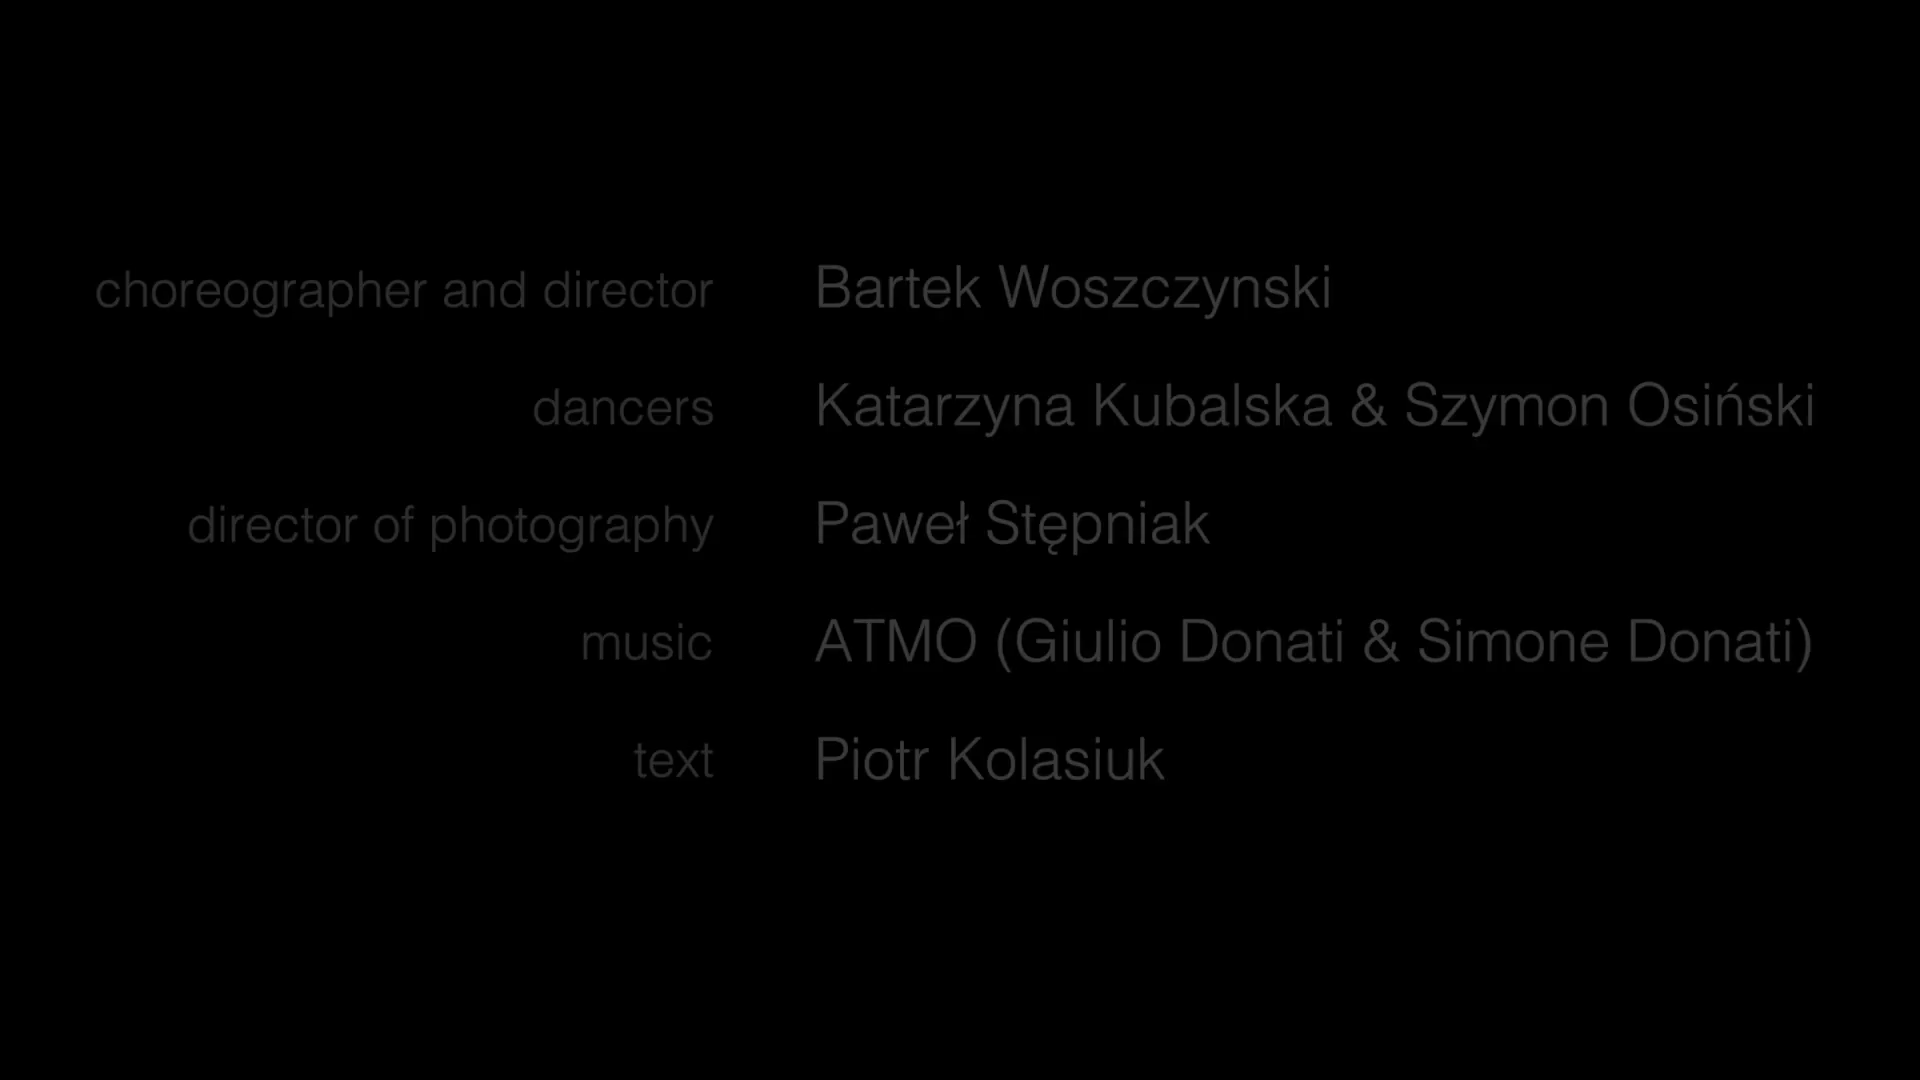 choreographer and director Bartek Woszczynski
dancers Katarzyna Kubalska & Szymon Osiński
director of photography Paweł Stępniak
music ATMO (Giulio Donati & Simone Donati)
text Piotr Kolasiuk